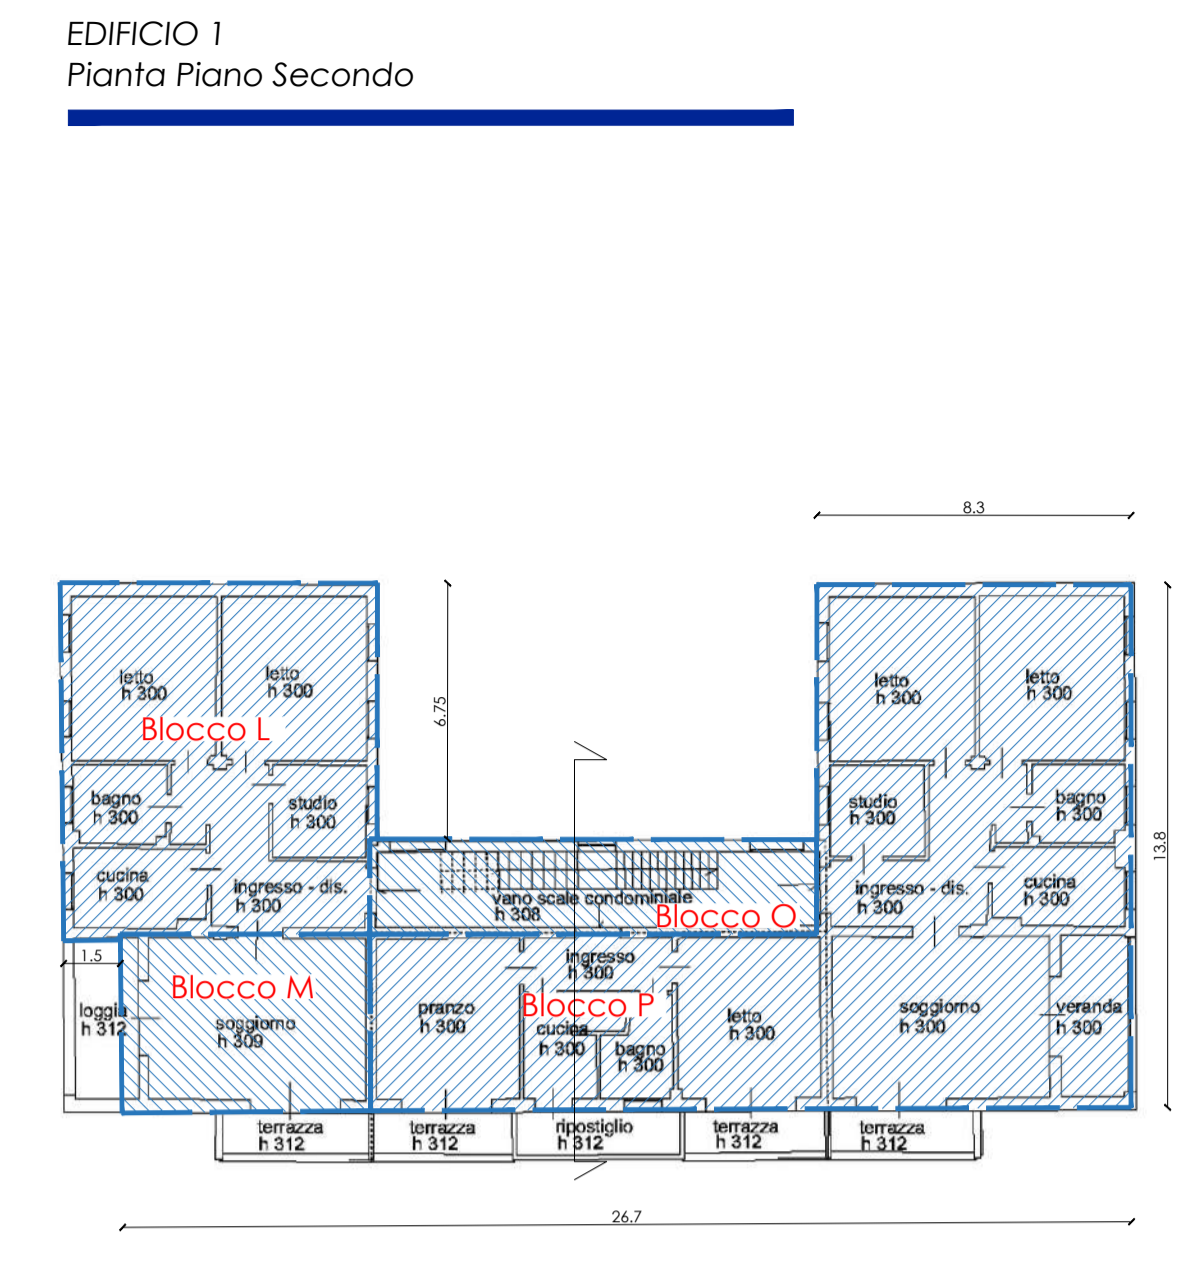 EDIFICIO 1
Pianta Piano Secondo
8.3
letto
h 300
letto
h 300
Blocco L
6.75
letto
h 300
letto
h 300
bagno
h 300
studio
h 300
studio
h 300
bagno
h 300
13.8
cucina
h 300
ingresso - dis.
h 300
vano scale condominiale
h 308
Blocco O
ingresso - dis.
h 300
cucina
h 300
1.5
Blocco M
loggia
h 312
soggiorno
h 309
pranzo
h 300
ingresso
h 300
Blocco P
cucina
h 300
bagno
h 300
letto
h 300
soggiorno
h 300
veranda
h 300
terrazza
h 312
terrazza
h 312
ripostiglio
h 312
terrazza
h 312
terrazza
h 312
26.7